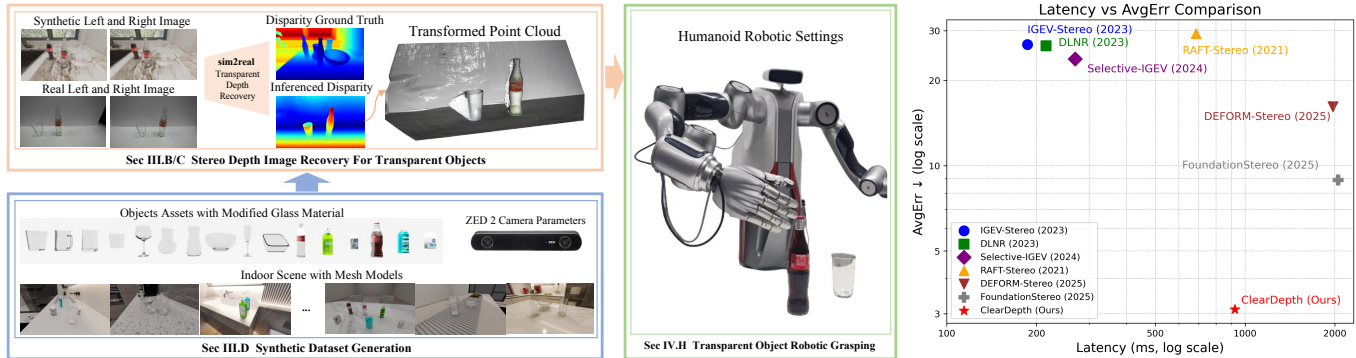 Synthetic Left and Right Image
Real Left and Right Image
sim2real
Transparent
Depth
Recovery
Disparity Ground Truth
Inferenced Disparity
Transformed Point Cloud
Sec III.B/C Stereo Depth Image Recovery For Transparent Objects
Objects Assets with Modified Glass Material
ZED 2 Camera Parameters
Indoor Scene with Mesh Models
...
Sec III.D Synthetic Dataset Generation
Humanoid Robotic Settings
Sec IV.H Transparent Object Robotic Grasping
Latency vs AvgErr Comparison
AvgErr ↓ (log scale)
30
20
10
5
3
IGEV-Stereo (2023)
DLNR (2023)
Selective-IGEV (2024)
RAFT-Stereo (2021)
DEFORM-Stereo (2025)
FoundationStereo (2025)
ClearDepth (Ours)
IGEV-Stereo (2023)
DLNR (2023)
Selective-IGEV (2024)
RAFT-Stereo (2021)
DEFORM-Stereo (2025)
FoundationStereo (2025)
ClearDepth (Ours)
100 200 500 1000 2000
Latency (ms, log scale)